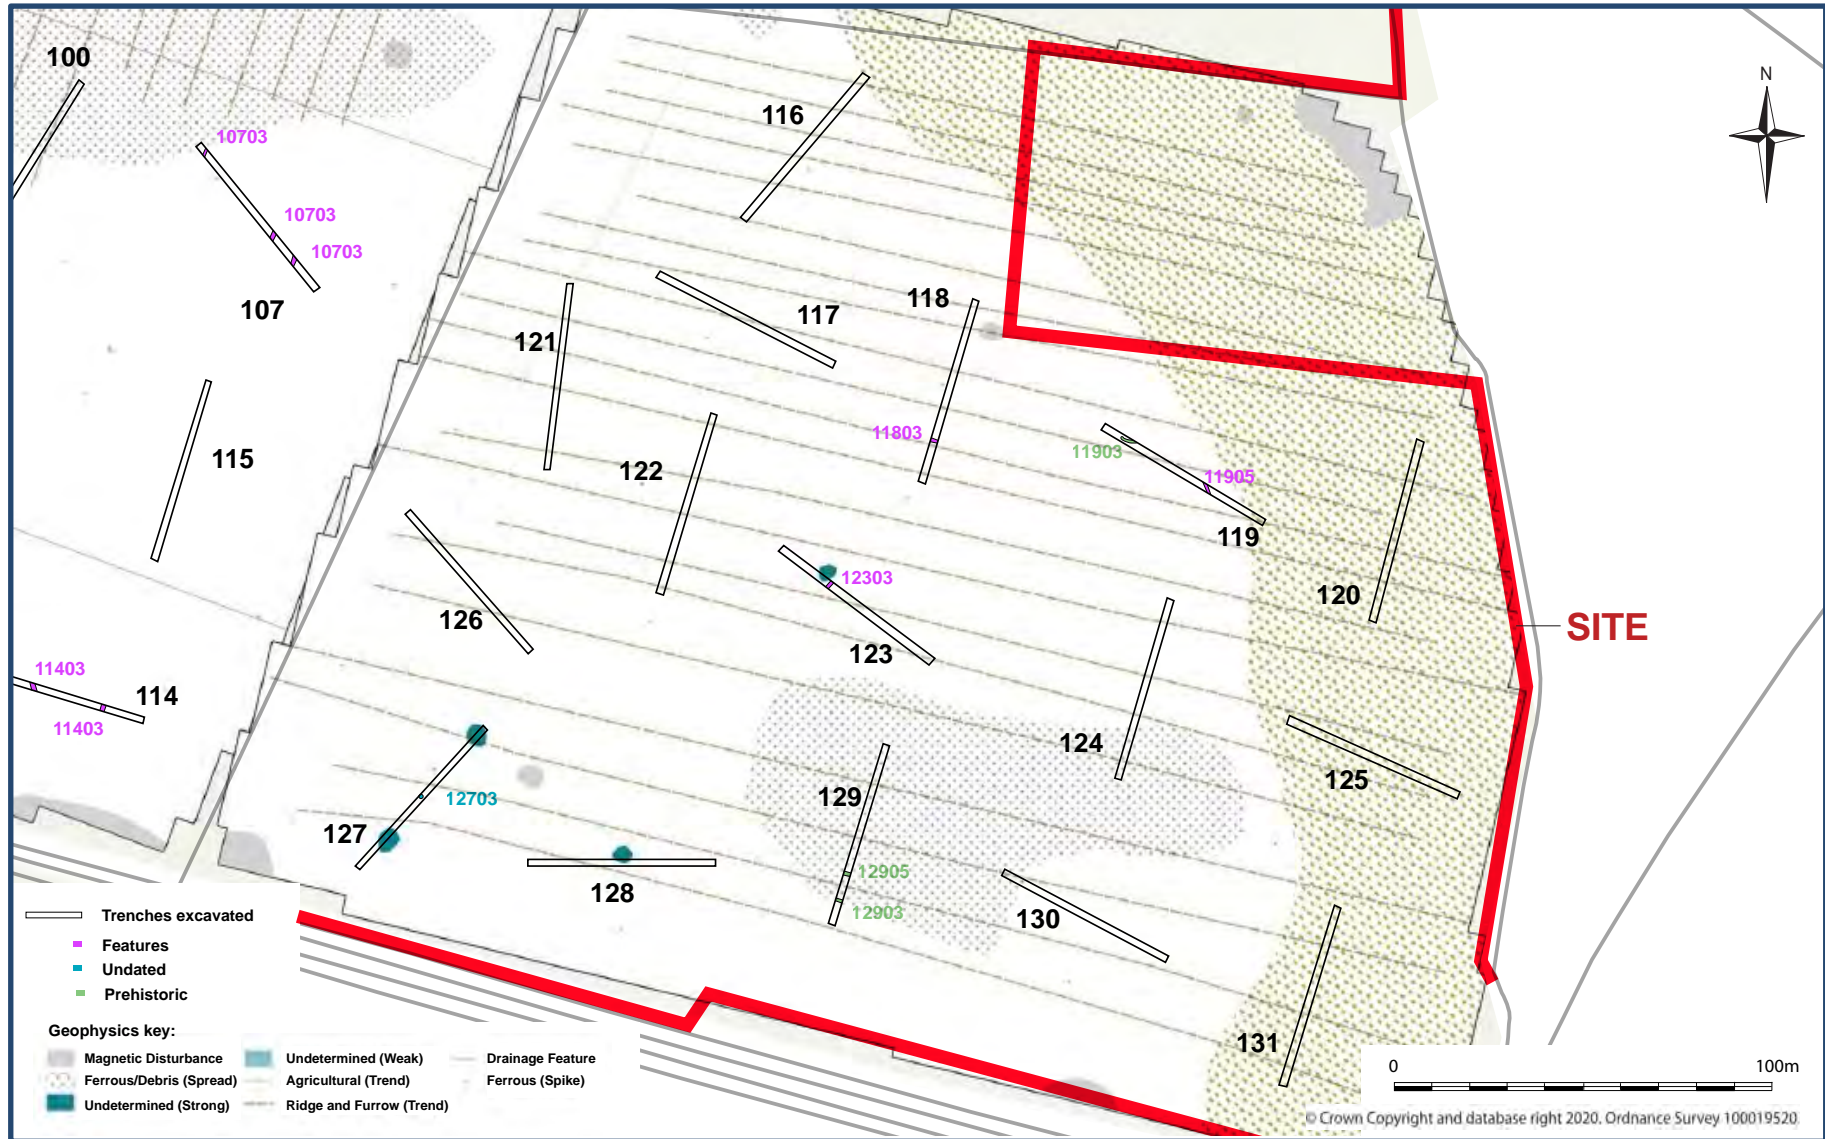 100
N
116
10703
10703
10703
107
118
117
121
11803
11903
115
122
11905
119
12303
120
126
SITE
123
11403
114
11403
124
125
129
12703
127
12905
128
12903
130
131
Trenches excavated
Features
Undated
Prehistoric
Geophysics key:
Magnetic Disturbance
Undetermined (Weak)
Drainage Feature
Ferrous/Debris (Spread)
Agricultural (Trend)
Ferrous (Spike)
Undetermined (Strong)
Ridge and Furrow (Trend)
0 100m
© Crown Copyright and database right 2020. Ordnance Survey 100019520.